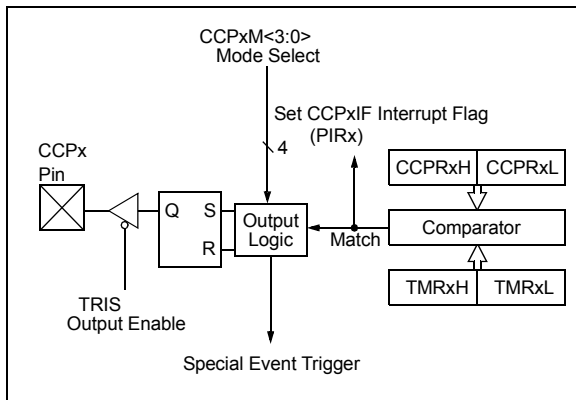 CCPxM<3:0>
Mode Select
Set CCPxIF Interrupt Flag
(PIRx)
4
CCPx
Pin
CCPRxH CCPRxL
Q S
R
Output
Logic
Match
Comparator
TMRxH TMRxL
TRIS
Output Enable
Special Event Trigger